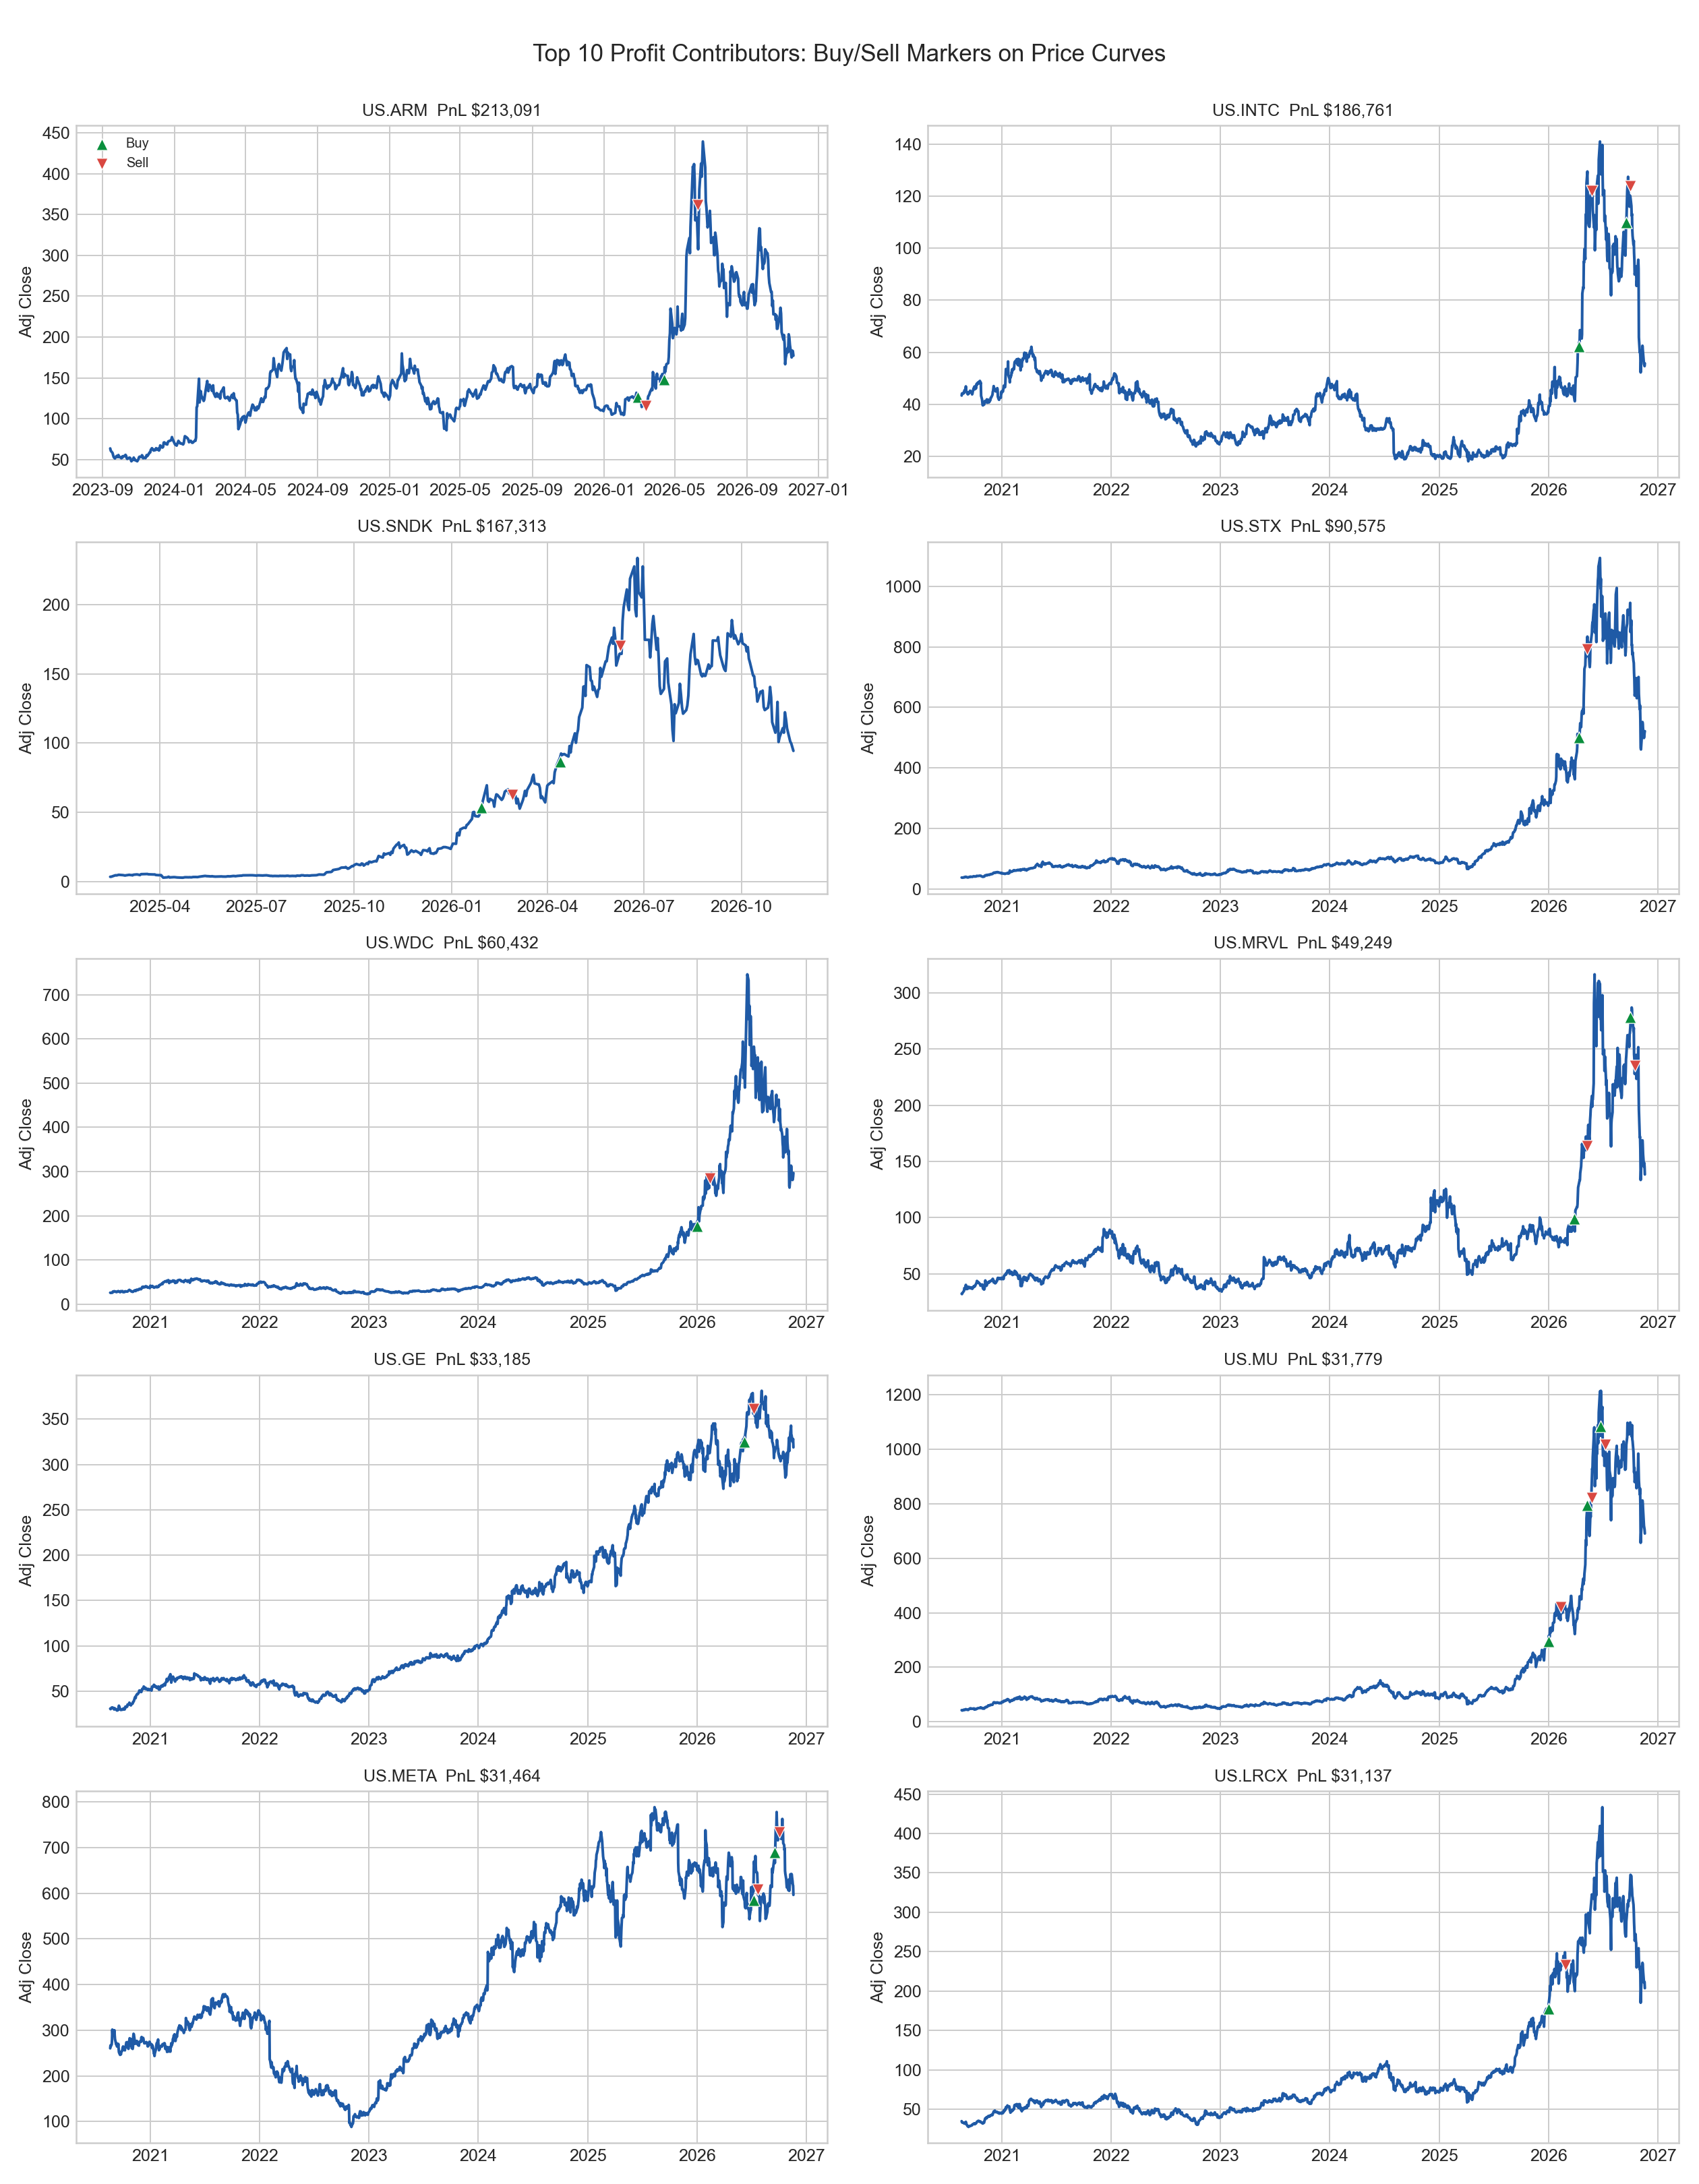 Top 10 Profit Contributors: Buy/Sell Markers on Price Curves
US.ARM  PnL $213,091
Buy
Sell
Adj Close
450
400
350
300
250
200
150
100
50
2023-09 2024-01 2024-05 2024-09 2025-01 2025-05 2025-09 2026-01 2026-05 2026-09 2027-01
US.INTC  PnL $186,761
Adj Close
140
120
100
80
60
40
20
2021 2022 2023 2024 2025 2026 2027
US.SNDK  PnL $167,313
Adj Close
200
150
100
50
0
2025-04 2025-07 2025-10 2026-01 2026-04 2026-07 2026-10
US.STX  PnL $90,575
Adj Close
1000
800
600
400
200
0
2021 2022 2023 2024 2025 2026 2027
US.WDC  PnL $60,432
Adj Close
700
600
500
400
300
200
100
0
2021 2022 2023 2024 2025 2026 2027
US.MRVL  PnL $49,249
Adj Close
300
250
200
150
100
50
2021 2022 2023 2024 2025 2026 2027
US.GE  PnL $33,185
Adj Close
350
300
250
200
150
100
50
2021 2022 2023 2024 2025 2026 2027
US.MU  PnL $31,779
Adj Close
1200
1000
800
600
400
200
0
2021 2022 2023 2024 2025 2026 2027
US.META  PnL $31,464
Adj Close
800
700
600
500
400
300
200
100
2021 2022 2023 2024 2025 2026 2027
US.LRCX  PnL $31,137
Adj Close
450
400
350
300
250
200
150
100
50
2021 2022 2023 2024 2025 2026 2027